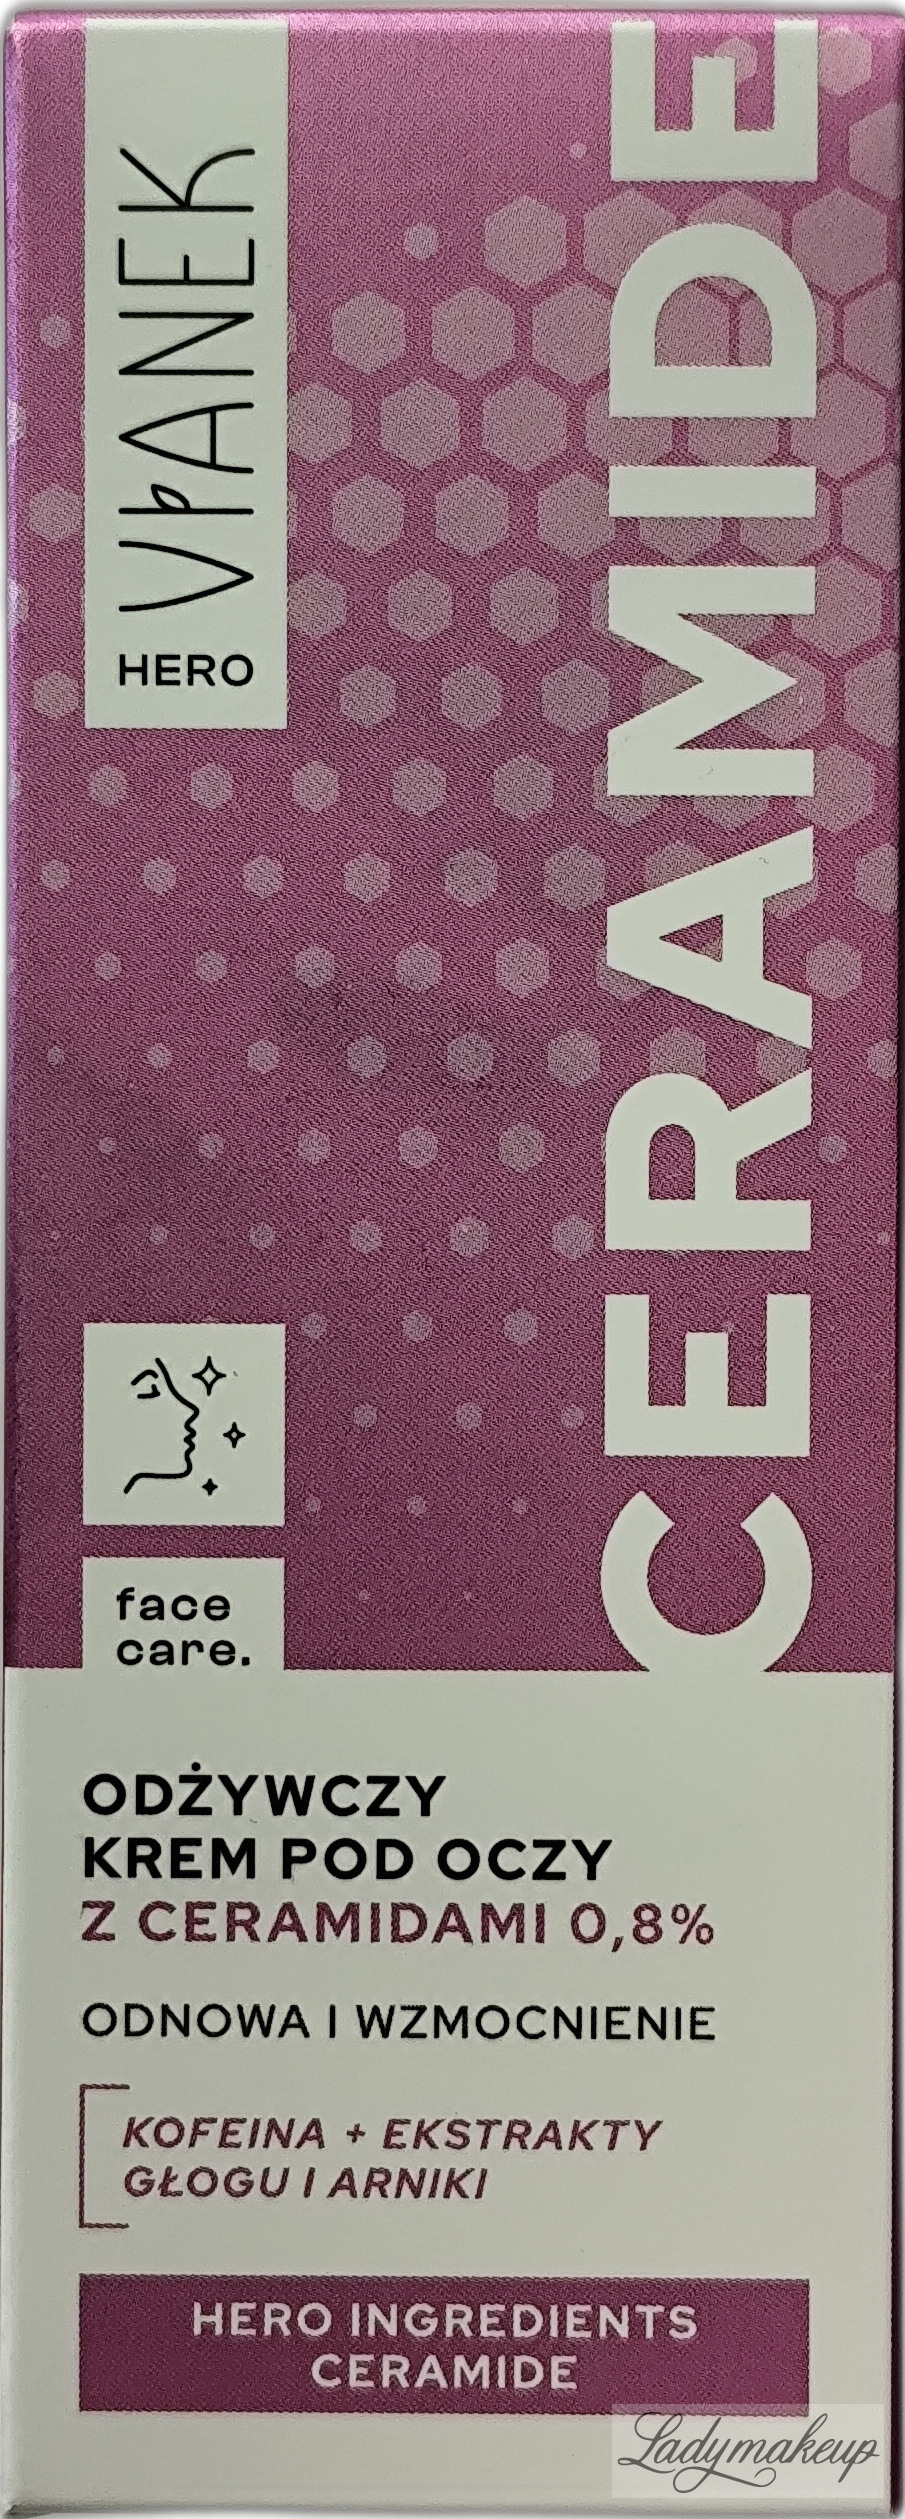 VIANEK
HERO
CERAMIDE
face
care.
ODŻYWCZY
KREM POD OCZY
Z CERAMIDAMI 0,8%
ODNOWA I WZMOCNIENIE
KOFEINA + EKSTRAKTY
GŁOGU I ARNIKI
HERO INGREDIENTS
CERAMIDE
Ladymakeup